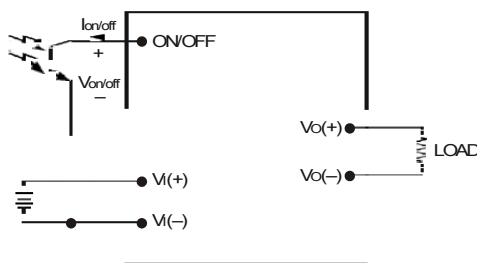 Ion/off
ON/OFF
+
Von/off
–
VO(+)
LOAD
VO(–)
VI(+)
VI(–)